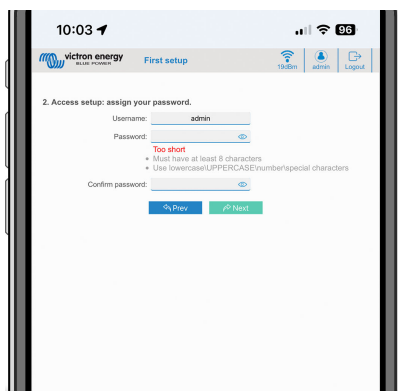 10:03
96
victron energy
BLUE POWER
First setup
19dBm
admin
Logout
2. Access setup: assign your password.
Username: admin
Password:
Too short
Must have at least 8 characters
Use lowercase\UPPERCASE\number\special characters
Confirm password:
Prev
Next